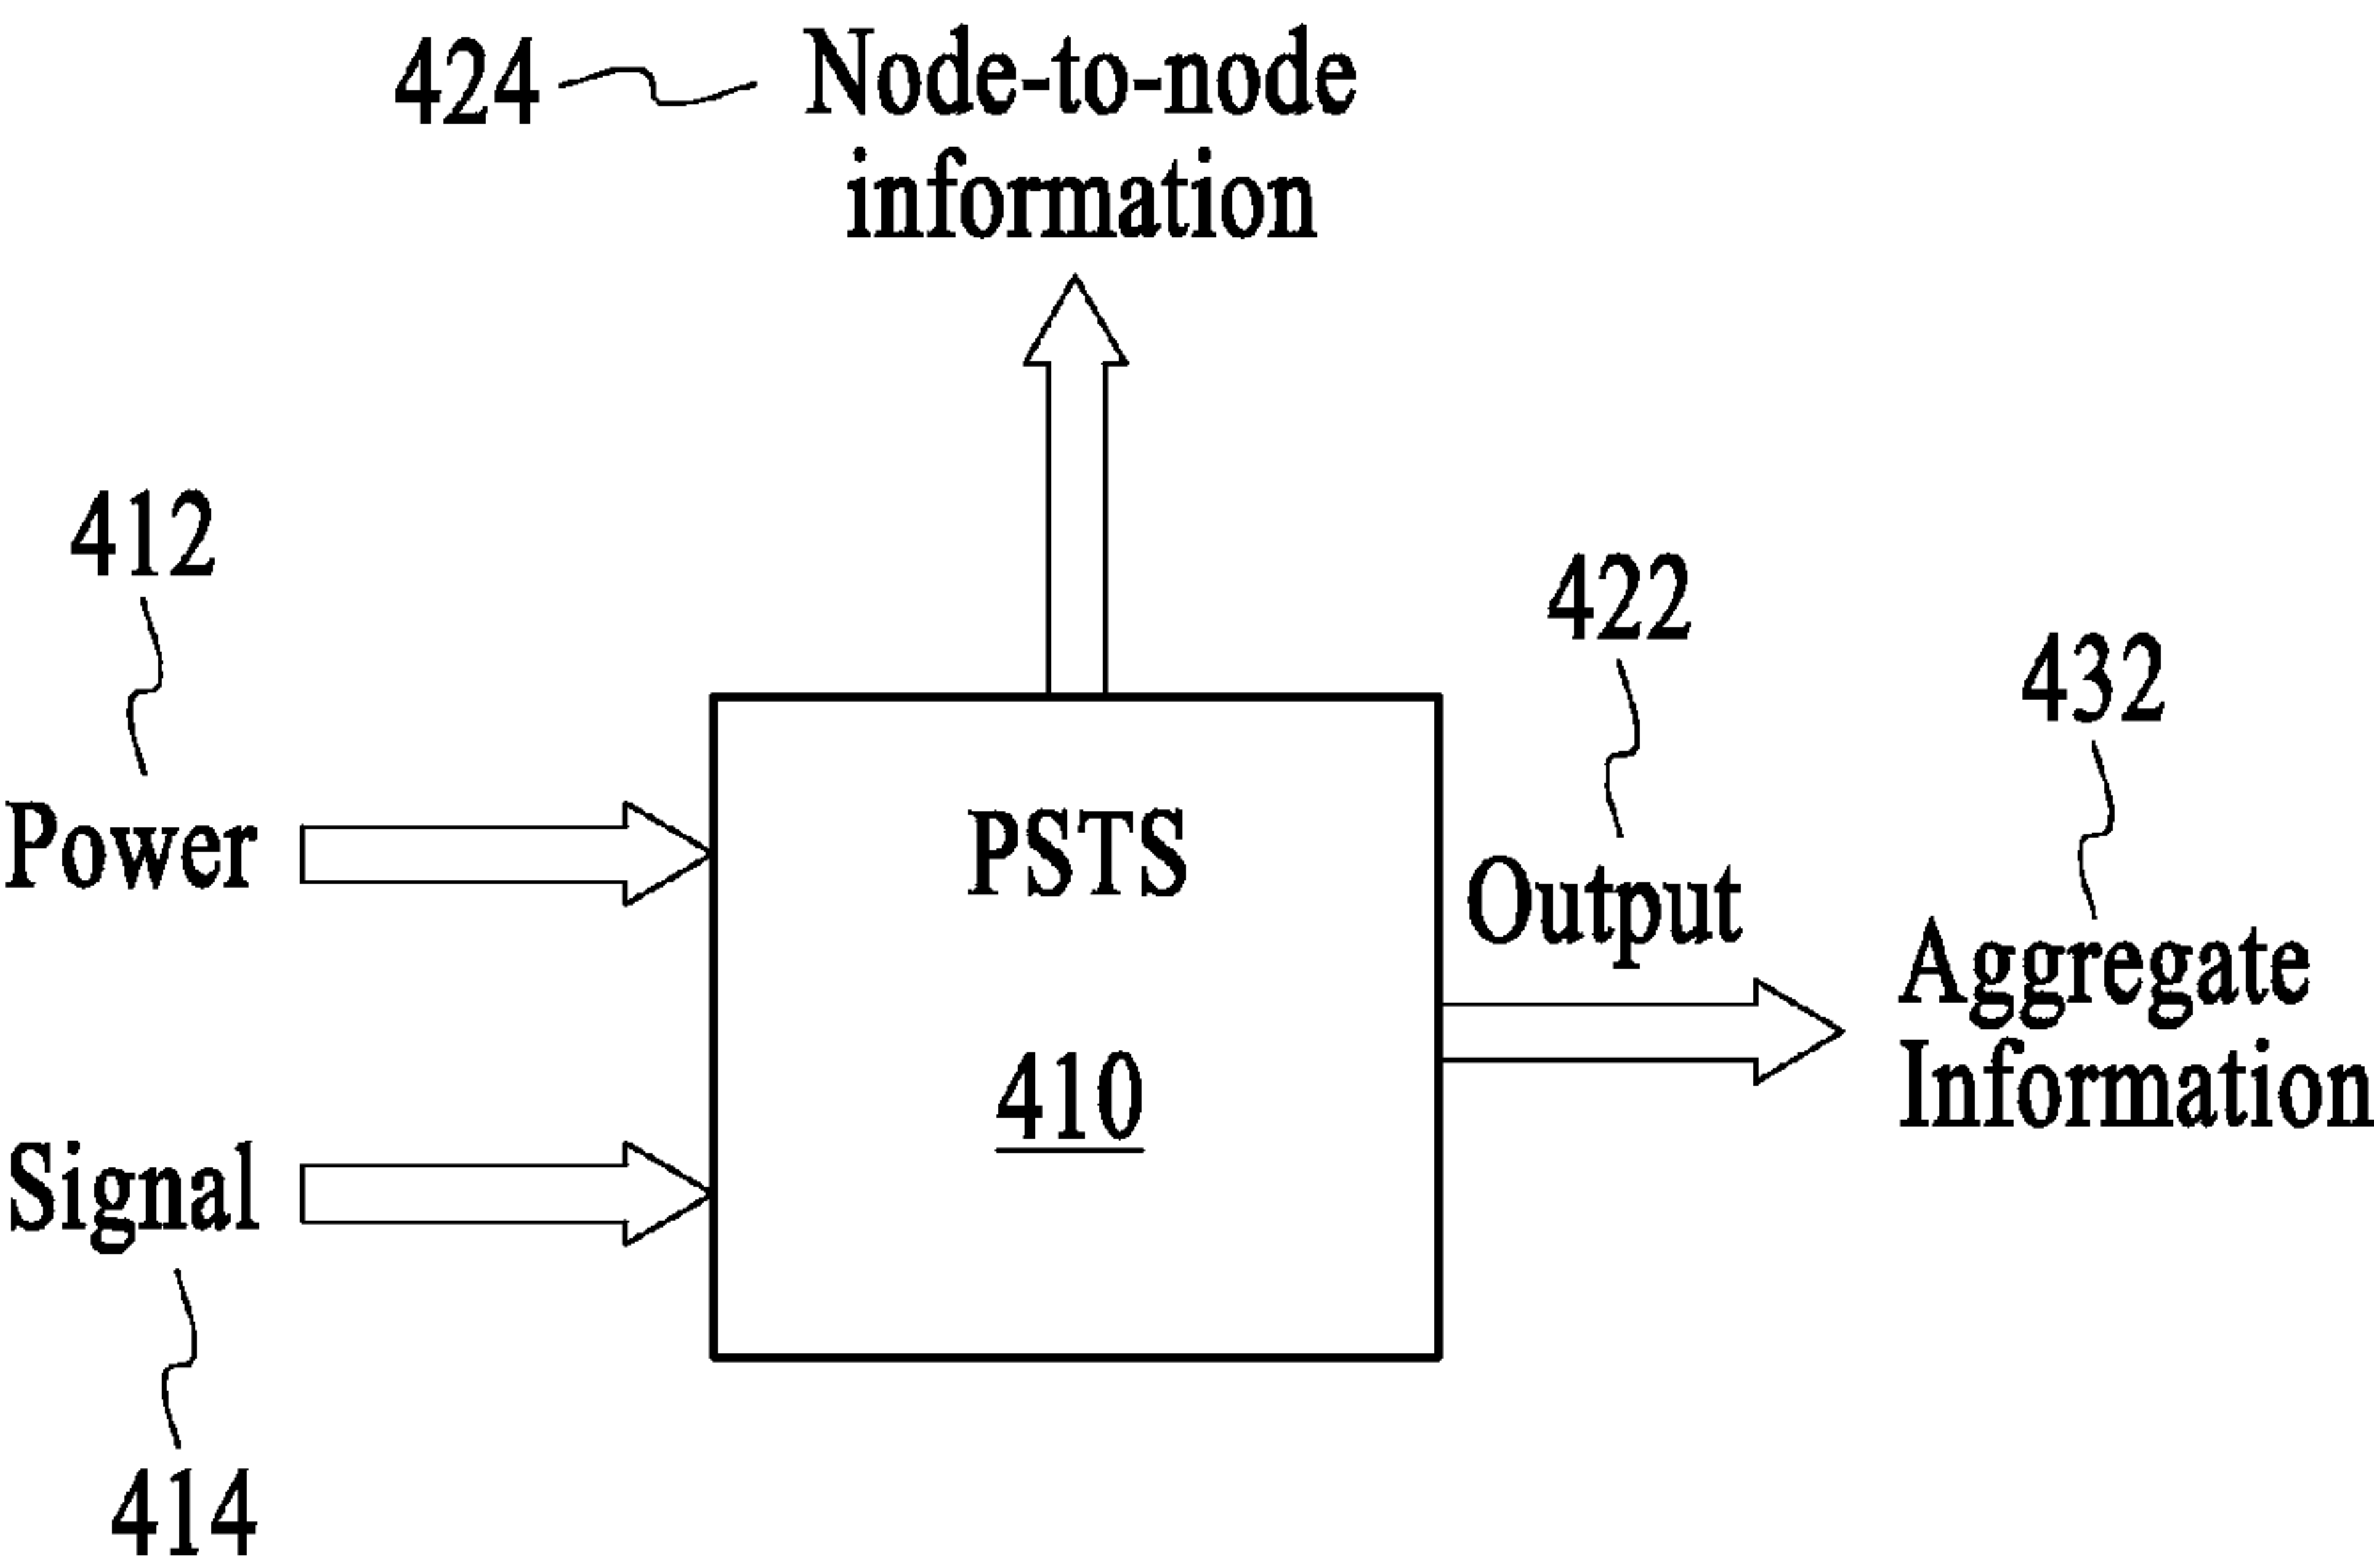 424
Node-to-node
information
412
422
432
Power
PSTS
Output
Aggregate
Information
410
Signal
414